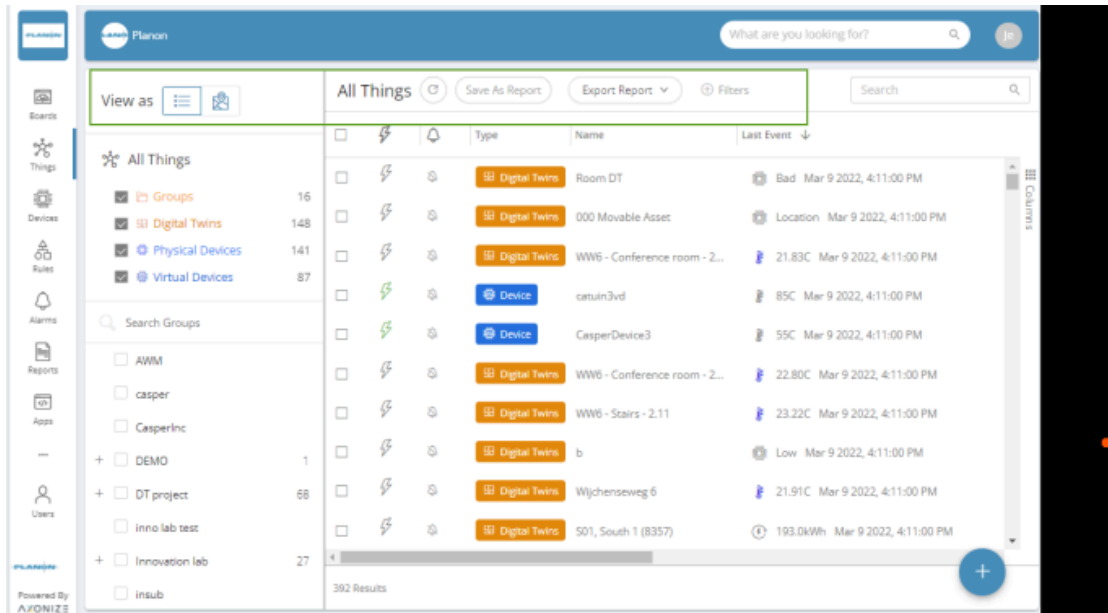 PLANON
Planon
What are you looking for?
Je
Boards
Things
Devices
Rules
Alarms
Reports
Apps
...
Users
PLANON
Powered By
AXONIZE
View as
All Things
Groups 16
Digital Twins 148
Physical Devices 141
Virtual Devices 87
Search Groups
AWM
casper
CasperInc
+ DEMO 1
+ DT project 68
inno lab test
+ Innovation lab 27
insub
All Things Save As Report Export Report Filters Search
Type Name Last Event ↓
Digital Twins Room DT Bad Mar 9 2022, 4:11:00 PM
Digital Twins 000 Movable Asset Location Mar 9 2022, 4:11:00 PM
Digital Twins WW6 - Conference room - 2... 21.83C Mar 9 2022, 4:11:00 PM
Device catuin3vd 85C Mar 9 2022, 4:11:00 PM
Device CasperDevice3 55C Mar 9 2022, 4:11:00 PM
Digital Twins WW6 - Conference room - 2... 22.80C Mar 9 2022, 4:11:00 PM
Digital Twins WW6 - Stairs - 2.11 23.22C Mar 9 2022, 4:11:00 PM
Digital Twins b Low Mar 9 2022, 4:11:00 PM
Digital Twins Wijchenseweg 6 21.91C Mar 9 2022, 4:11:00 PM
Digital Twins S01, South 1 (8357) 193.0kWh Mar 9 2022, 4:11:00 PM
Columns
392 Results
+